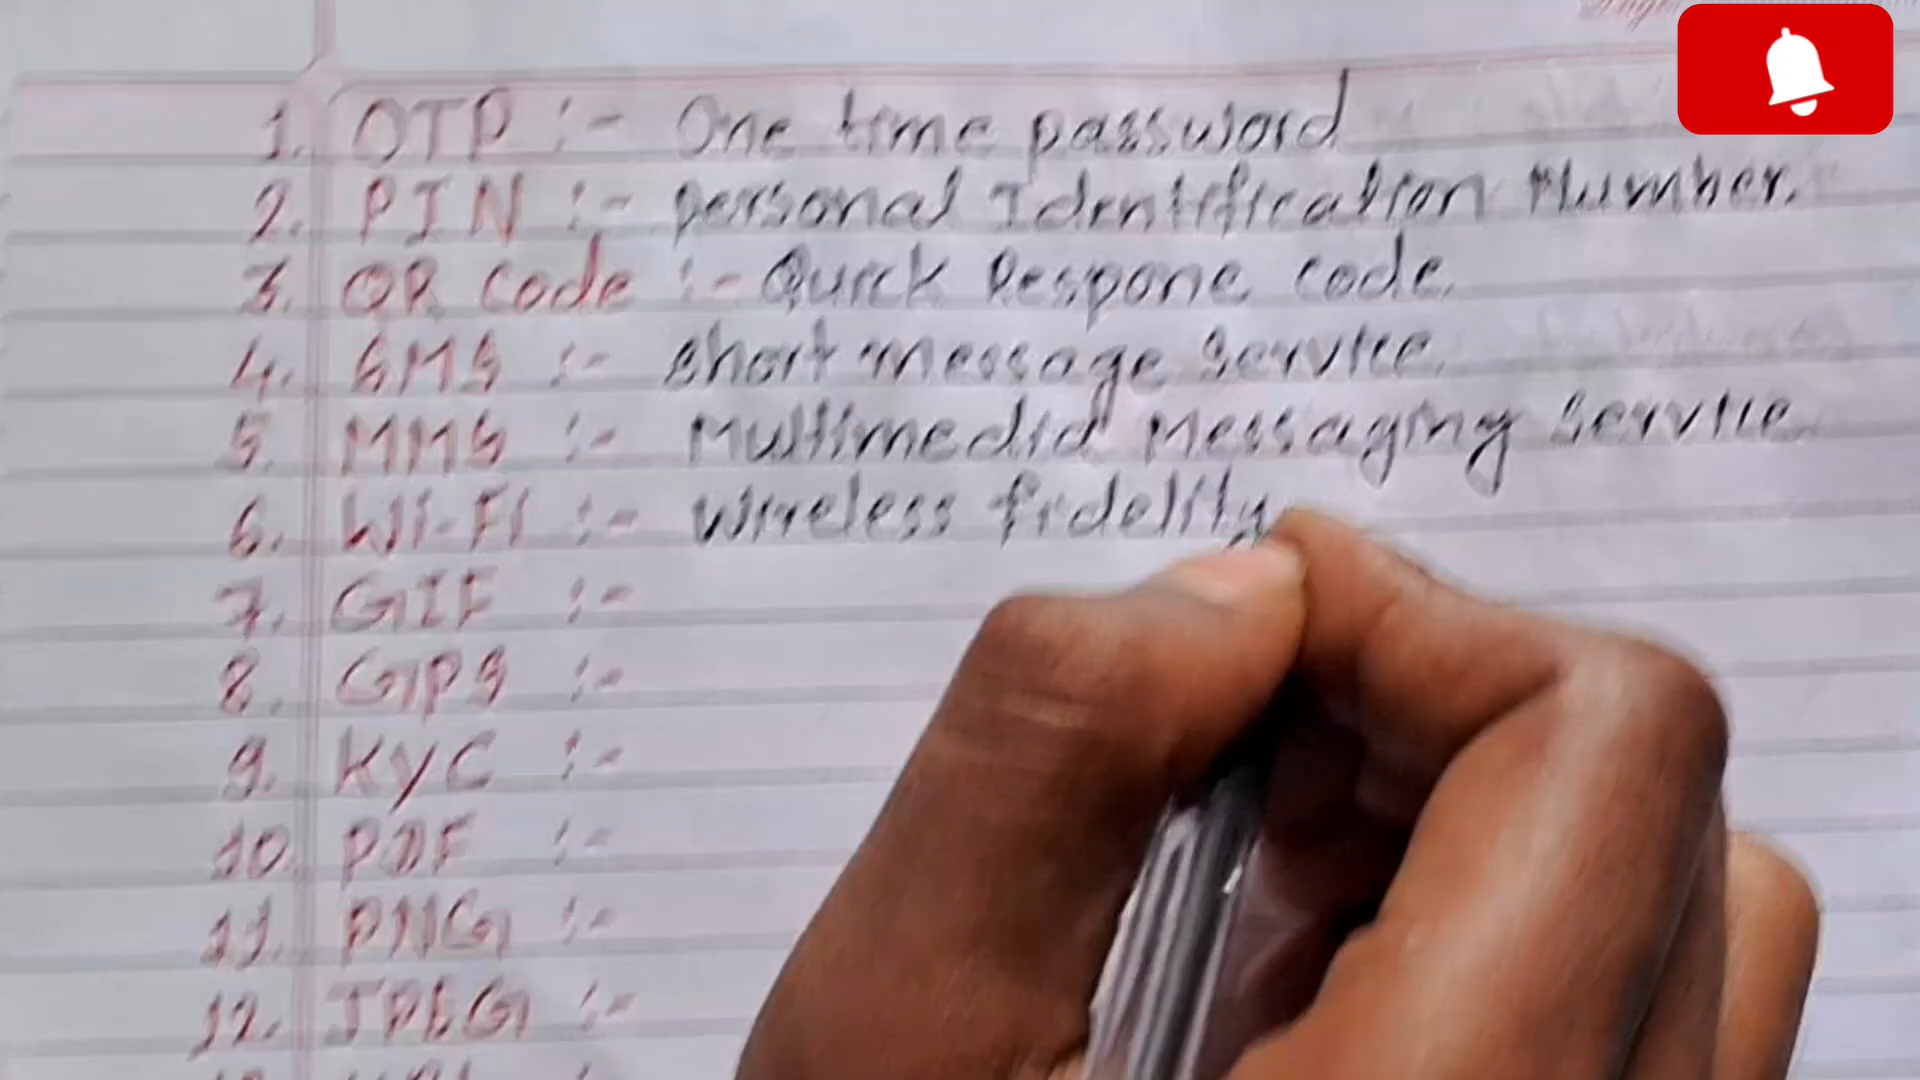 1. OTP :- One time password
2. PIN :- personal Identification Number.
3. QR Code :- Quick Respone code.
4. SMS :- Short message Service.
5. MMS :- Multimedia Messaging Service.
6. Wi-Fi :- Wireless fidelity
7. GIF :-
8. GPS :-
9. KYC :-
10. PDF :-
11. PNG :-
12. JPEG :-